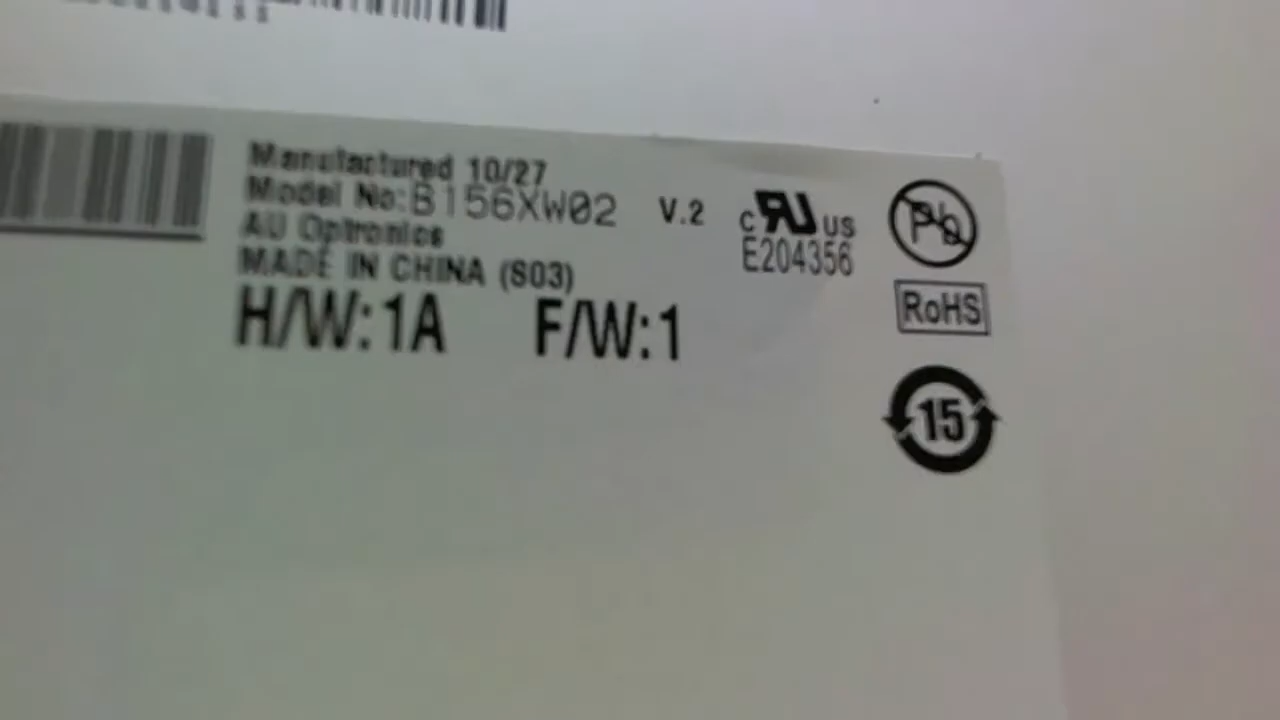 Manufactured 10/27
Model No:B156XW02 V.2
AU Optronics
MADE IN CHINA (S03)
H/W:1A F/W:1
c RU US
E204356
Pb
RoHS
15